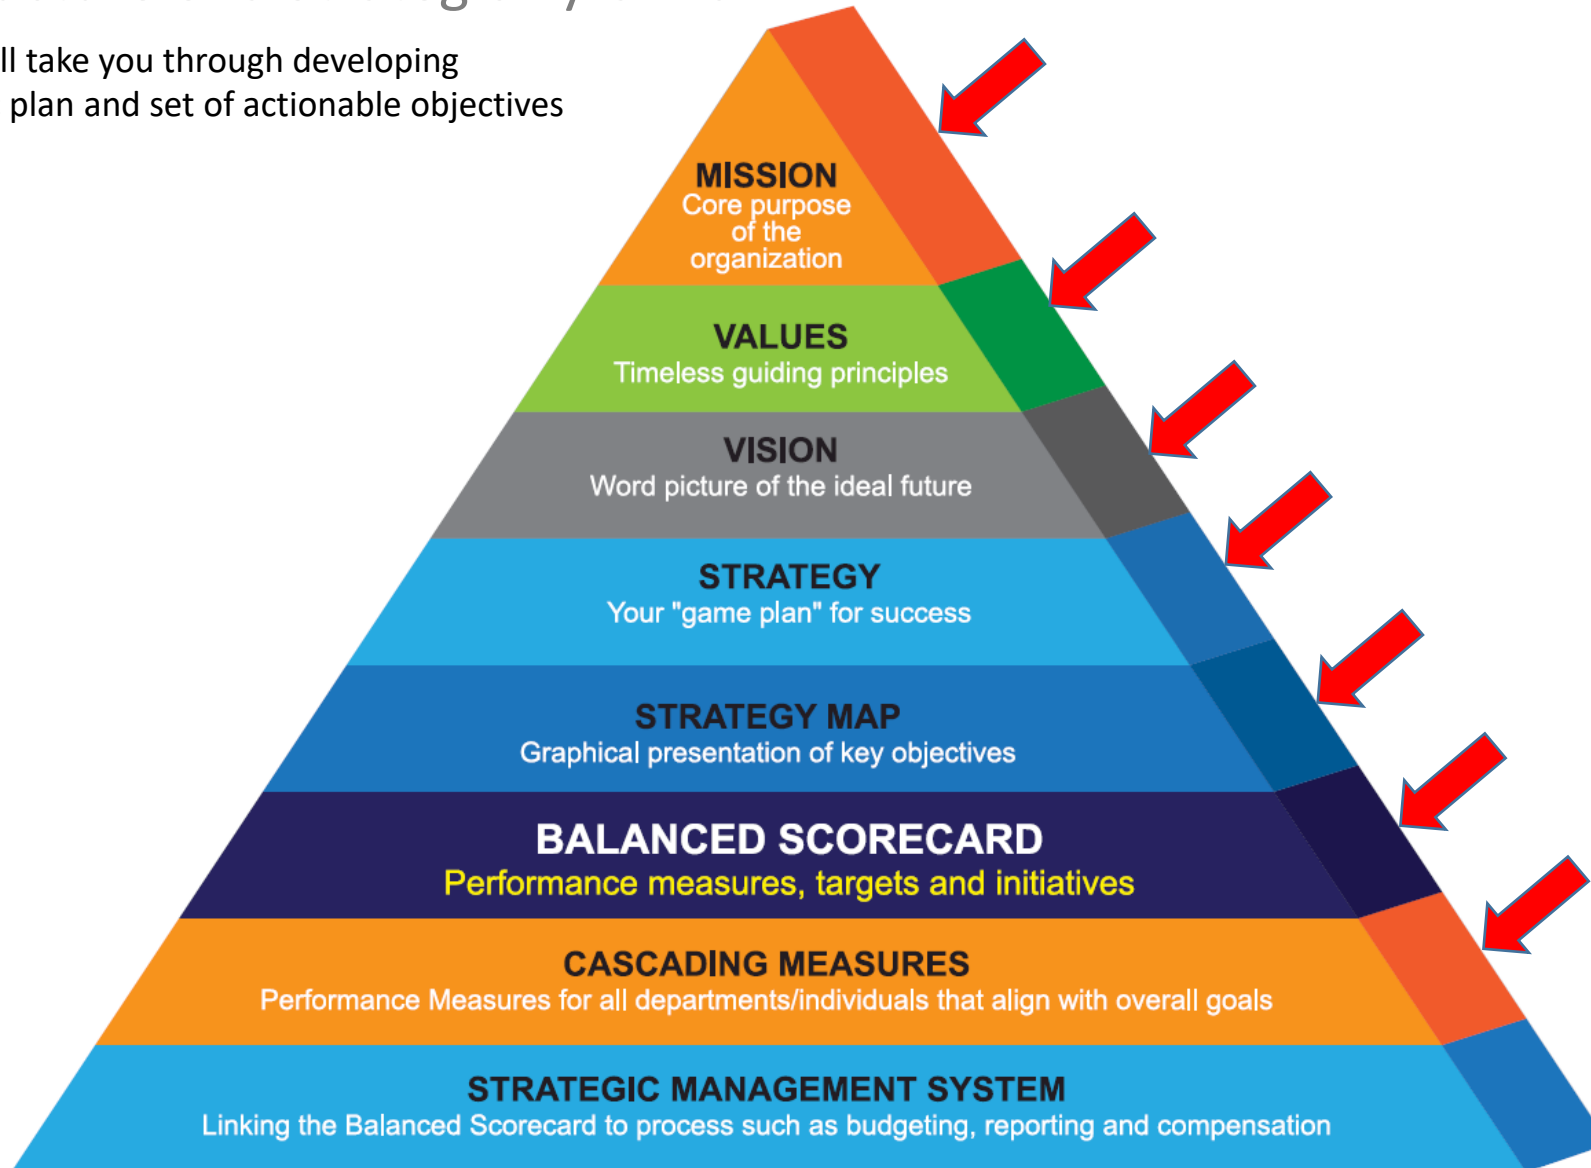 ll take you through developing
plan and set of actionable objectives
MISSION
Core purpose
of the
organization
VALUES
Timeless guiding principles
VISION
Word picture of the ideal future
STRATEGY
Your "game plan" for success
STRATEGY MAP
Graphical presentation of key objectives
BALANCED SCORECARD
Performance measures, targets and initiatives
CASCADING MEASURES
Performance Measures for all departments/individuals that align with overall goals
STRATEGIC MANAGEMENT SYSTEM
Linking the Balanced Scorecard to process such as budgeting, reporting and compensation